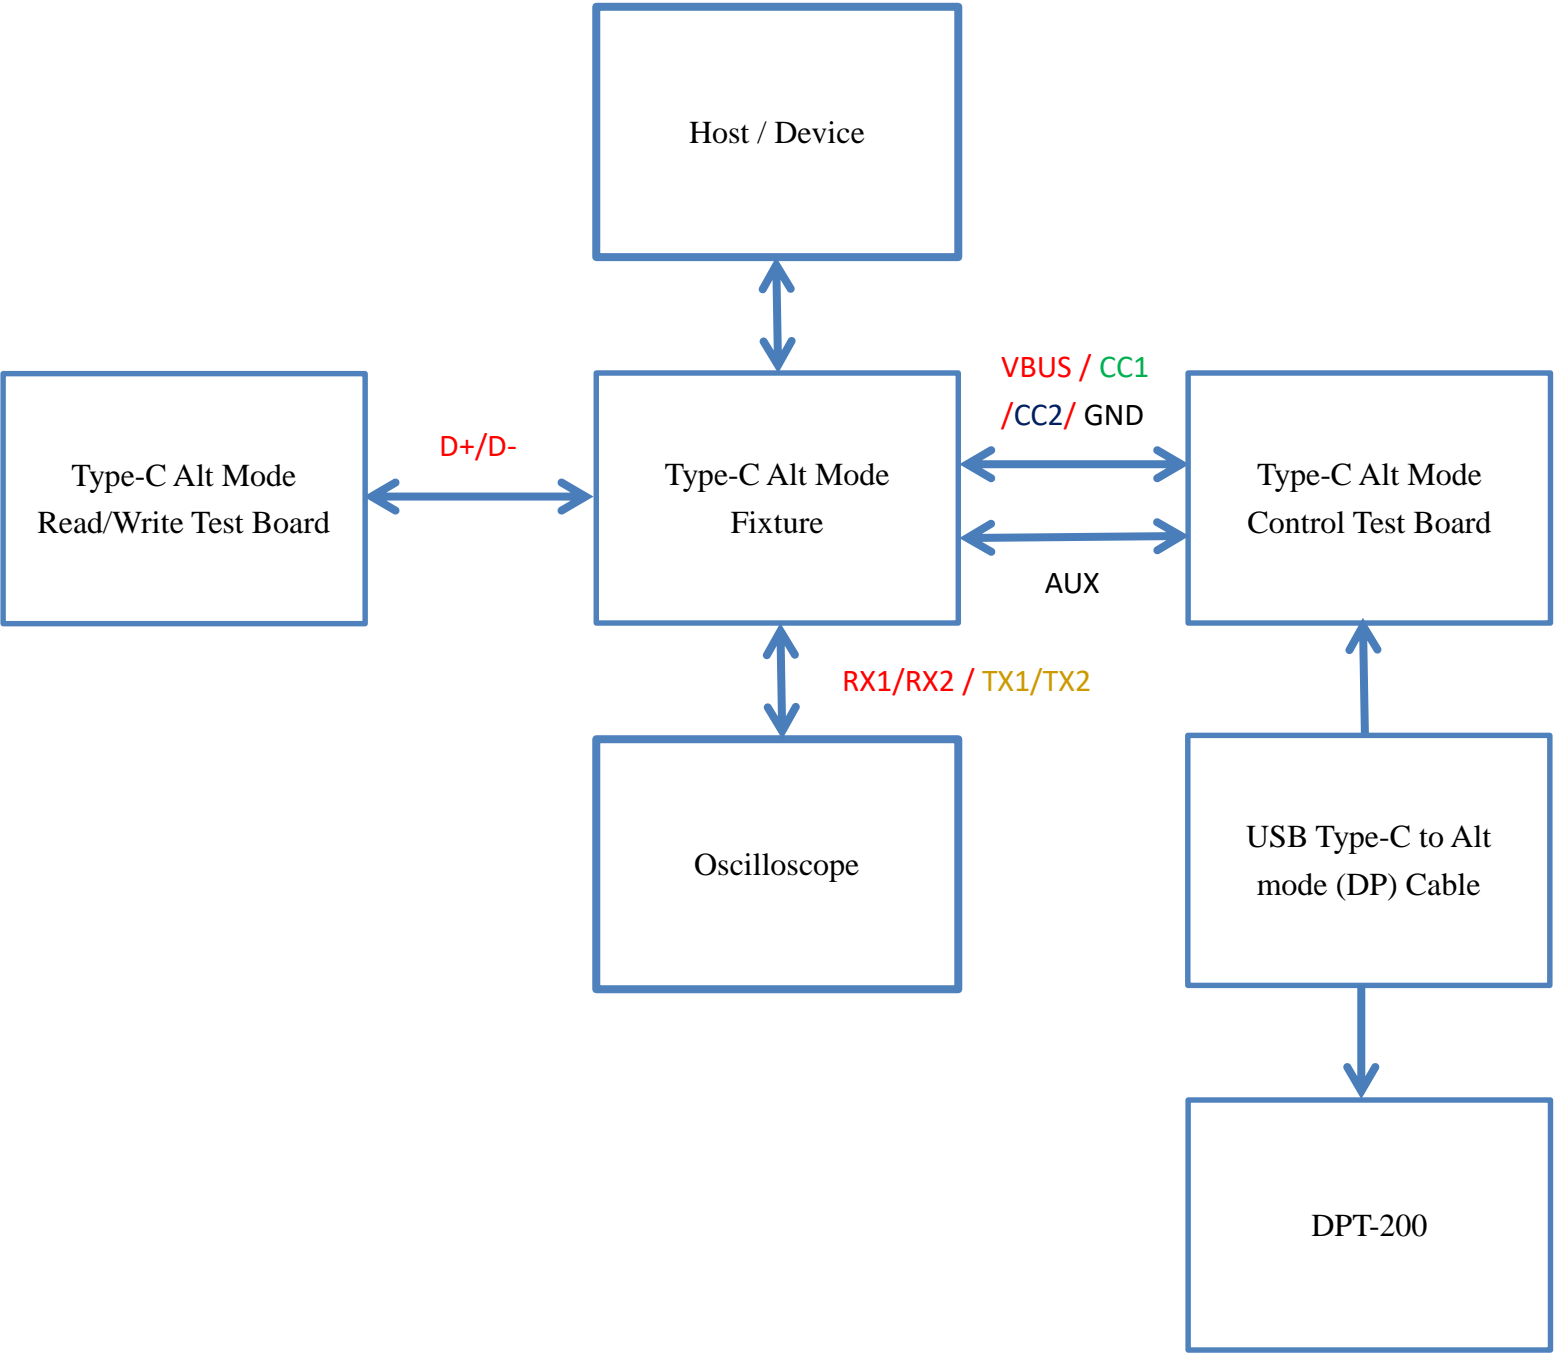 Host / Device
VBUS / CC1
/CC2/ GND
D+/D-
Type-C Alt Mode
Read/Write Test Board
Type-C Alt Mode
Fixture
Type-C Alt Mode
Control Test Board
AUX
RX1/RX2 / TX1/TX2
Oscilloscope
USB Type-C to Alt
mode (DP) Cable
DPT-200